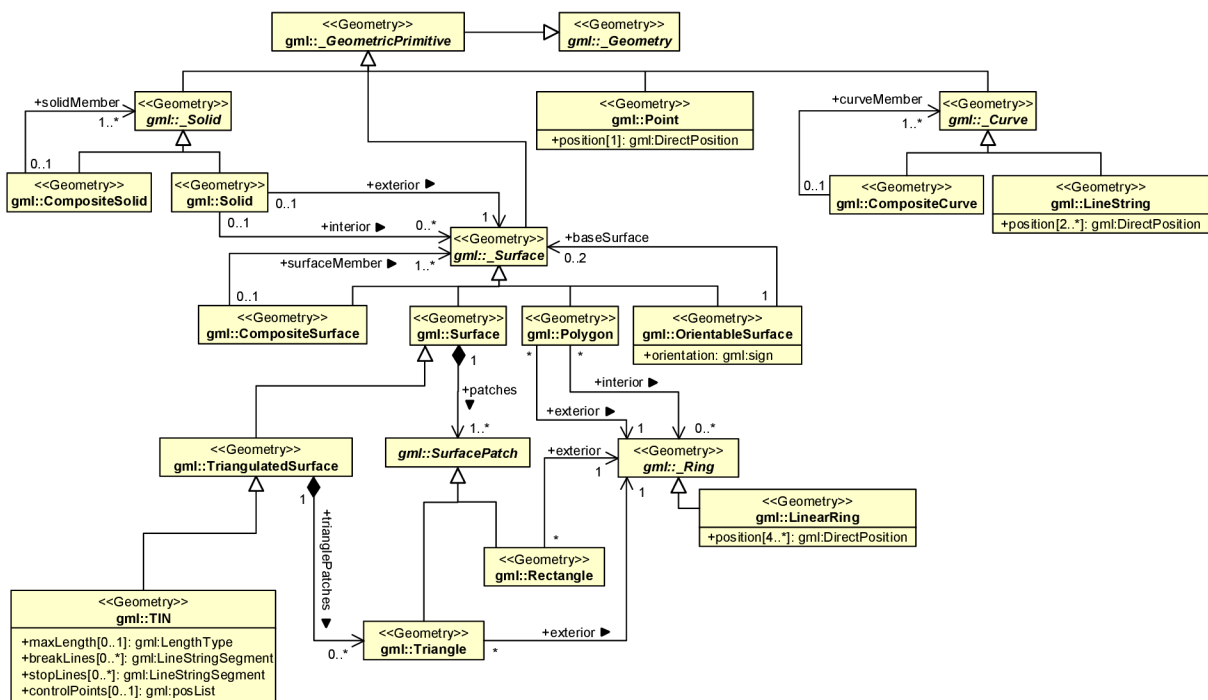 <<Geometry>>
gml::_GeometricPrimitive
<<Geometry>>
gml::_Geometry
+solidMember
1..*
0..1
<<Geometry>>
gml::_Solid
<<Geometry>>
gml::Point
+position[1]: gml:DirectPosition
+curveMember
1..*
0..1
<<Geometry>>
gml::_Curve
<<Geometry>>
gml::CompositeSolid
<<Geometry>>
gml::Solid
+exterior
0..1
1
0..1
+interior
0..*
<<Geometry>>
gml::CompositeCurve
<<Geometry>>
gml::LineString
+position[2..*]: gml:DirectPosition
<<Geometry>>
gml::_Surface
+baseSurface
0..2
1
+surfaceMember
1..*
0..1
<<Geometry>>
gml::CompositeSurface
<<Geometry>>
gml::Surface
<<Geometry>>
gml::Polygon
<<Geometry>>
gml::OrientableSurface
+orientation: gml:sign
1
+patches
1..*
*
*
+interior
+exterior
1
0..*
<<Geometry>>
gml::TriangulatedSurface
gml::SurfacePatch
+exterior
1
*
<<Geometry>>
gml::_Ring
1
1
+trianglePatches
0..*
<<Geometry>>
gml::LinearRing
+position[4..*]: gml:DirectPosition
<<Geometry>>
gml::Rectangle
<<Geometry>>
gml::TIN
+maxLength[0..1]: gml:LengthType
+breakLines[0..*]: gml:LineStringSegment
+stopLines[0..*]: gml:LineStringSegment
+controlPoints[0..1]: gml:posList
<<Geometry>>
gml::Triangle
+exterior
*